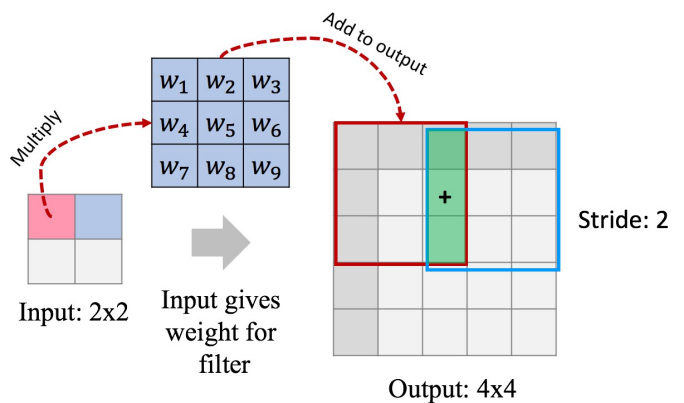 Add to output
Multiply
w₁ w₂ w₃
w₄ w₅ w₆
w₇ w₈ w₉
+
Stride: 2
Input: 2x2
Input gives
weight for
filter
Output: 4x4